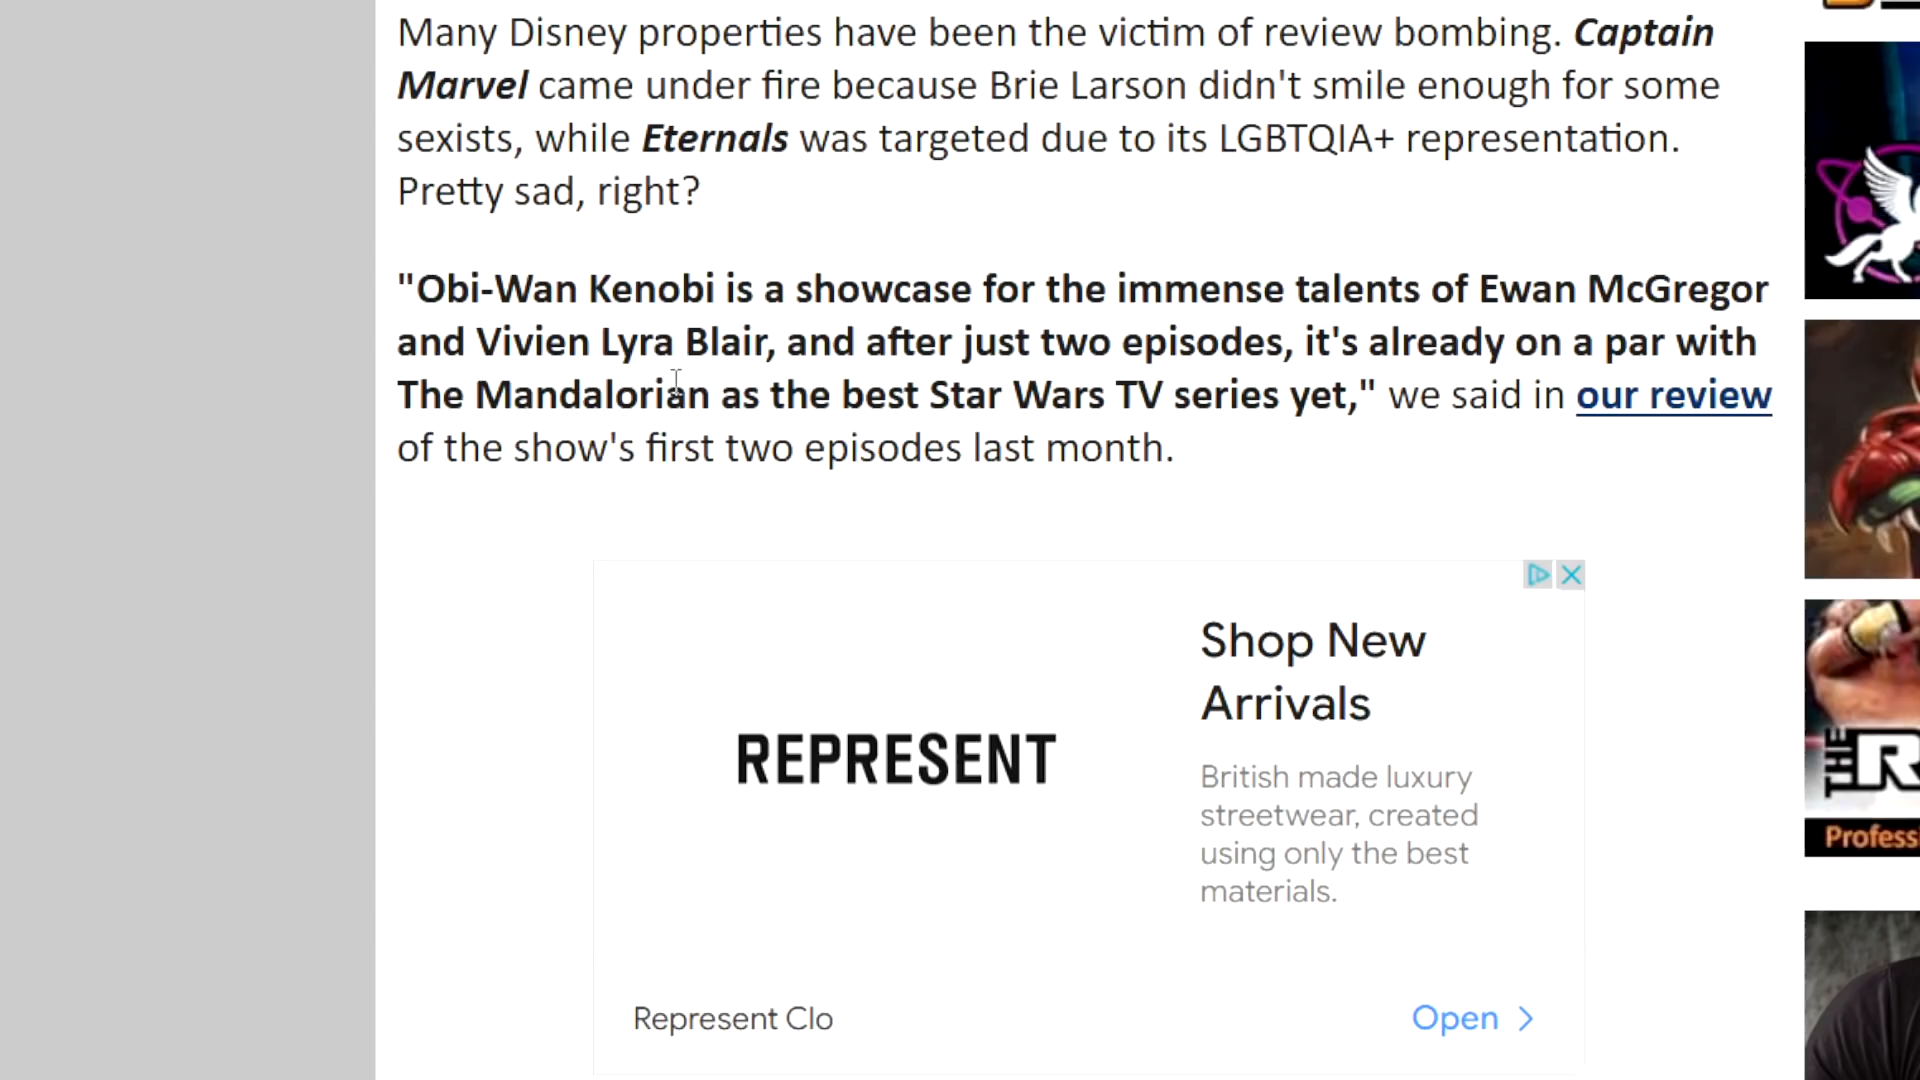 Many Disney properties have been the victim of review bombing. Captain
Marvel came under fire because Brie Larson didn't smile enough for some
sexists, while Eternals was targeted due to its LGBTQIA+ representation.
Pretty sad, right?
"Obi-Wan Kenobi is a showcase for the immense talents of Ewan McGregor
and Vivien Lyra Blair, and after just two episodes, it's already on a par with
The Mandalorian as the best Star Wars TV series yet," we said in our review
of the show's first two episodes last month.
Shop New
Arrivals
REPRESENT
British made luxury
streetwear, created
using only the best
materials.
Represent Clo
Open
THE R
Profess